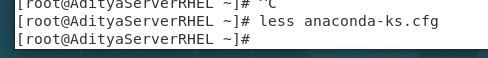 [root@AdityaServerRHEL ~]# ^C
[root@AdityaServerRHEL ~]# less anaconda-ks.cfg
[root@AdityaServerRHEL ~]#